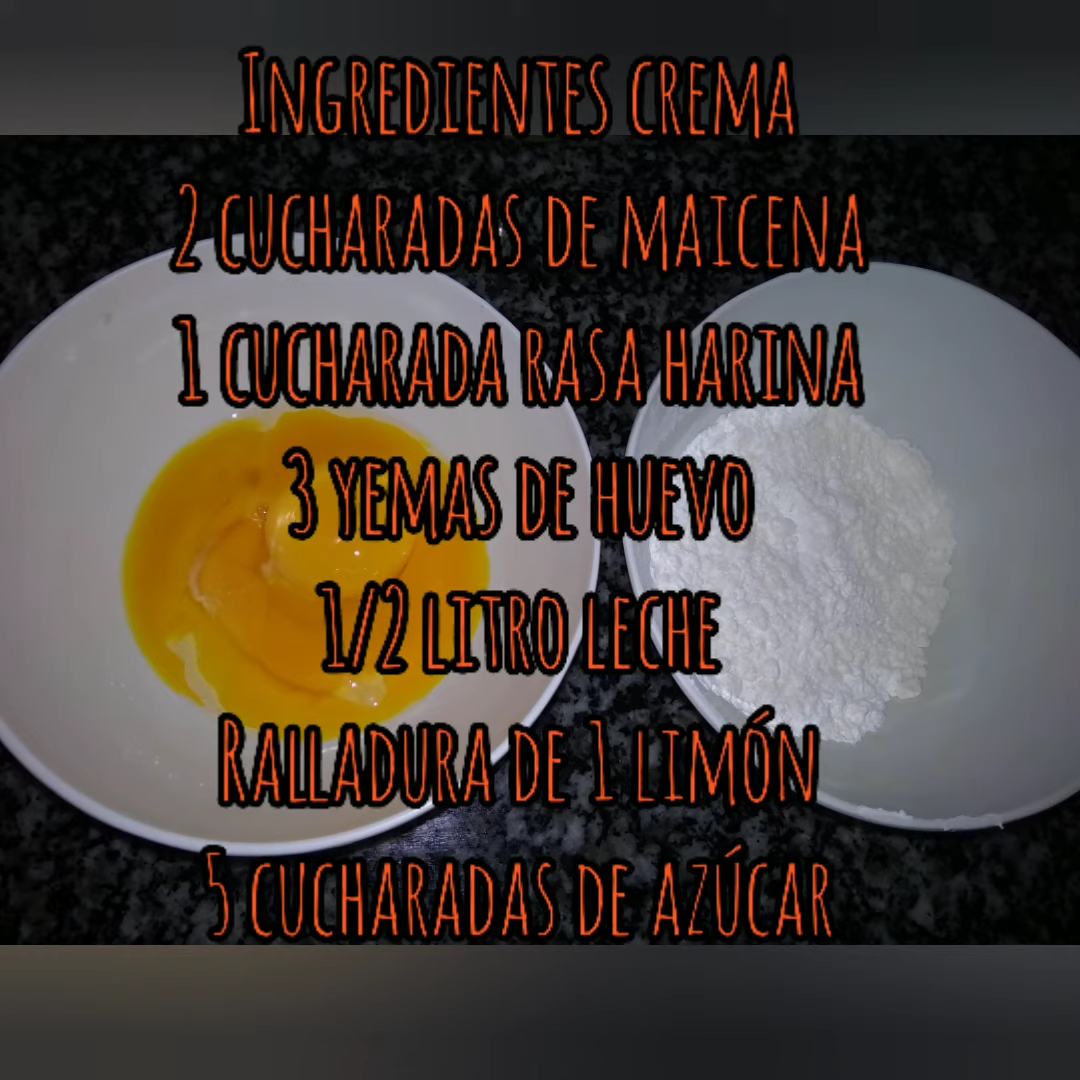 Ingredientes crema
2 cucharadas de maicena
1 cucharada rasa harina
3 yemas de huevo
1/2 litro leche
Ralladura de 1 limón
5 cucharadas de azúcar